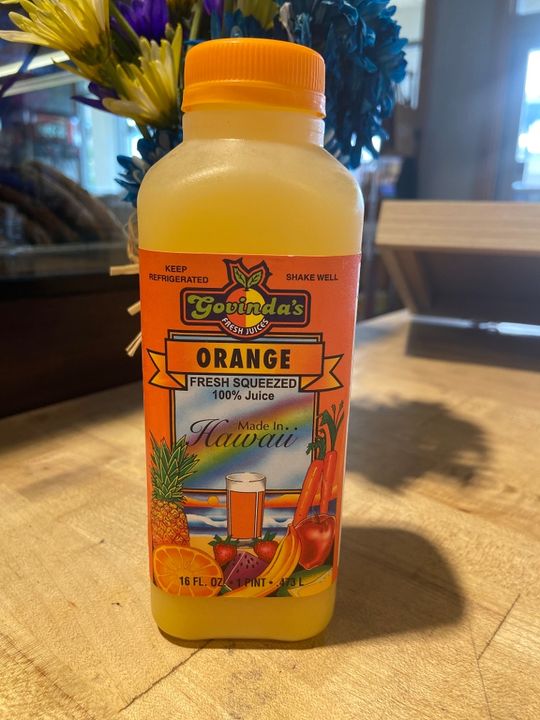 KEEP
REFRIGERATED
SHAKE WELL
Govinda's
FRESH JUICES
ORANGE
FRESH SQUEEZED
100% Juice
Made In
Hawaii
16 FL. OZ. • 1 PINT • .473 L